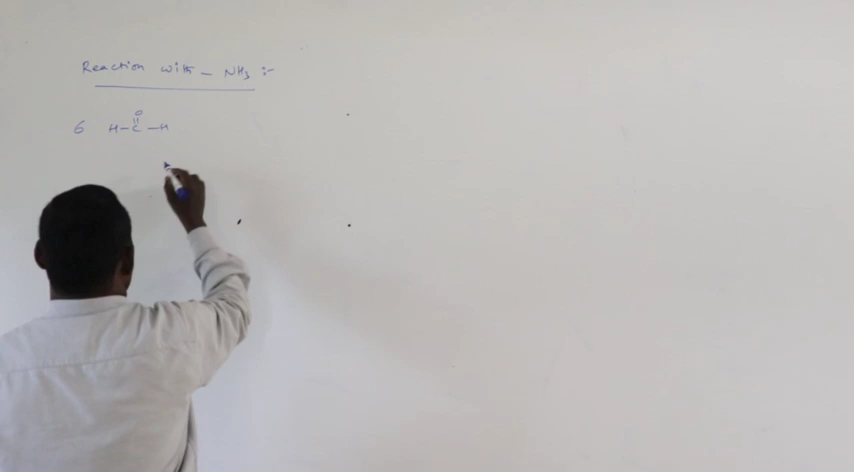 Reaction with - NH3 :-
O
6 H-C-H